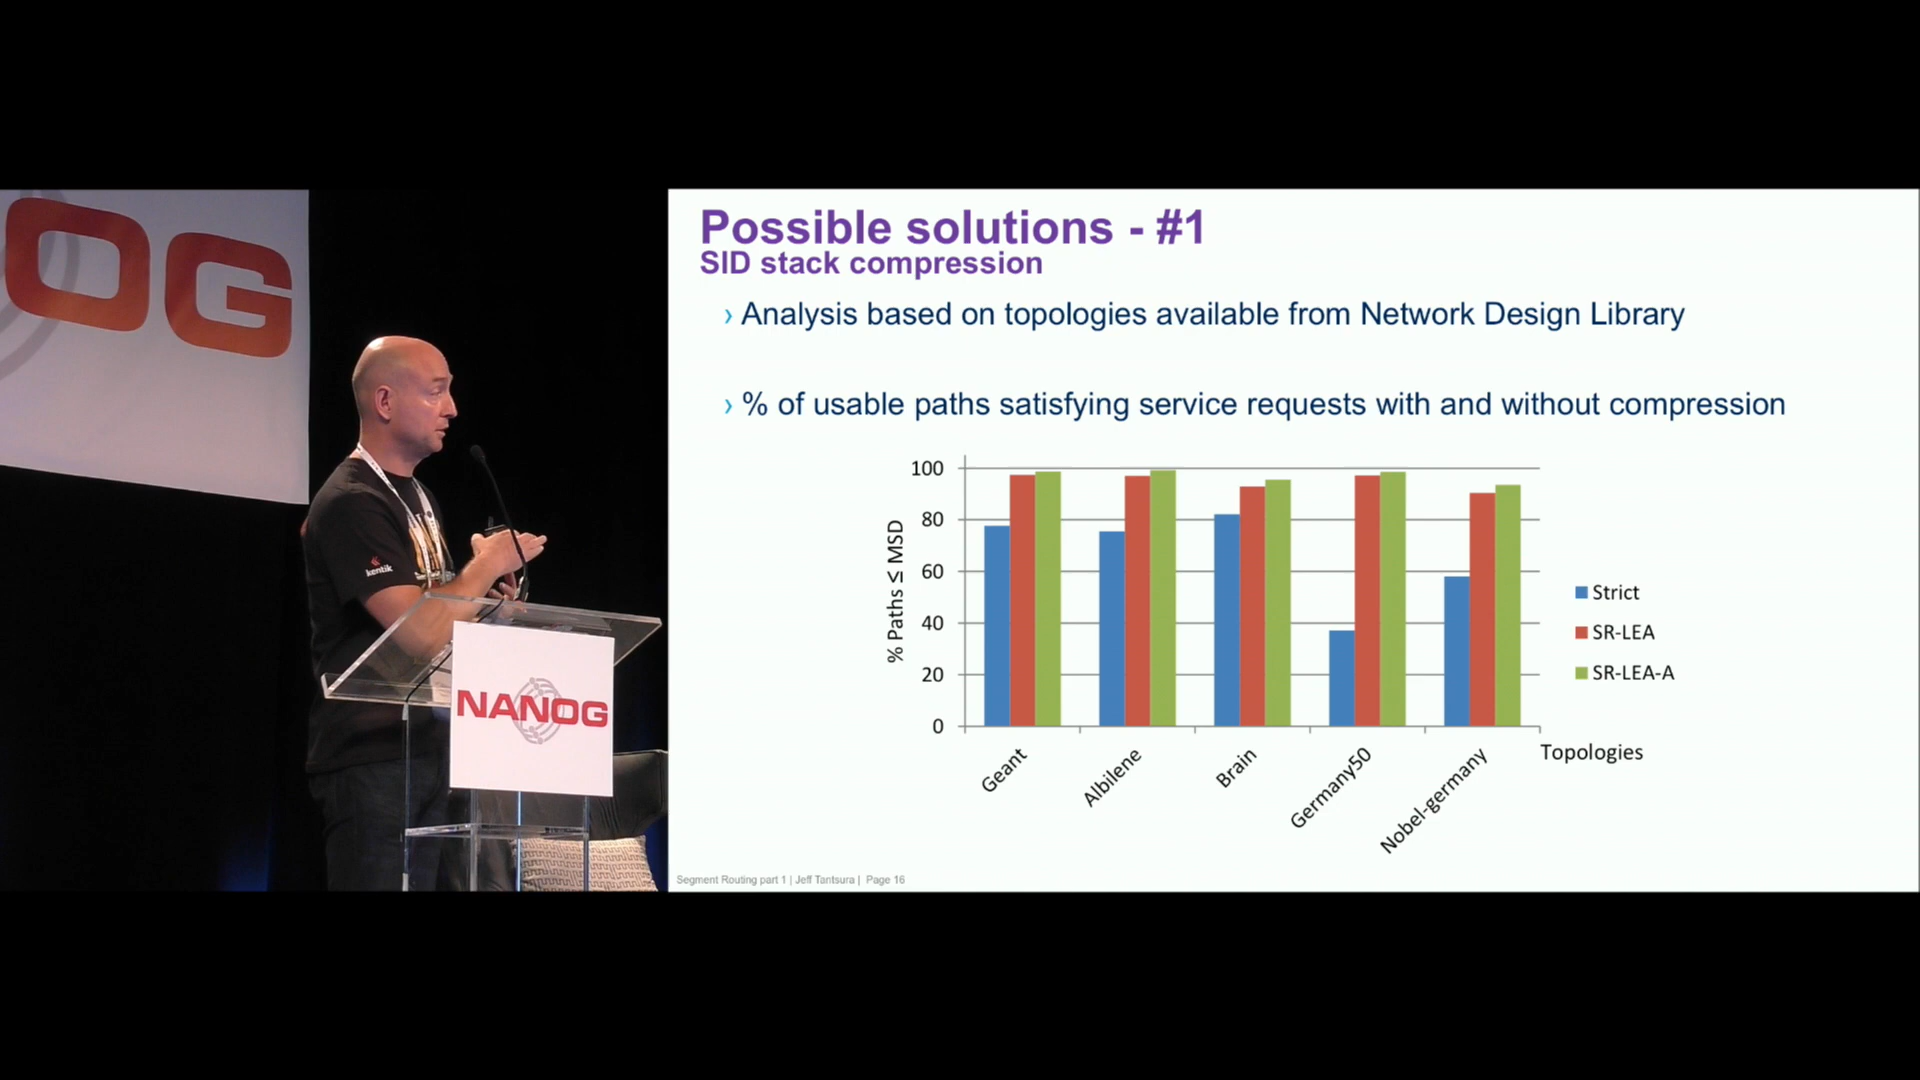 OG
kentik
NANOG
Possible solutions - #1
SID stack compression
› Analysis based on topologies available from Network Design Library
› % of usable paths satisfying service requests with and without compression
% Paths ≤ MSD
100
80
60
40
20
0
Geant
Albilene
Brain
Germany50
Nobel-germany
Topologies
Strict
SR-LEA
SR-LEA-A
Segment Routing part 1 | Jeff Tantsura | Page 16